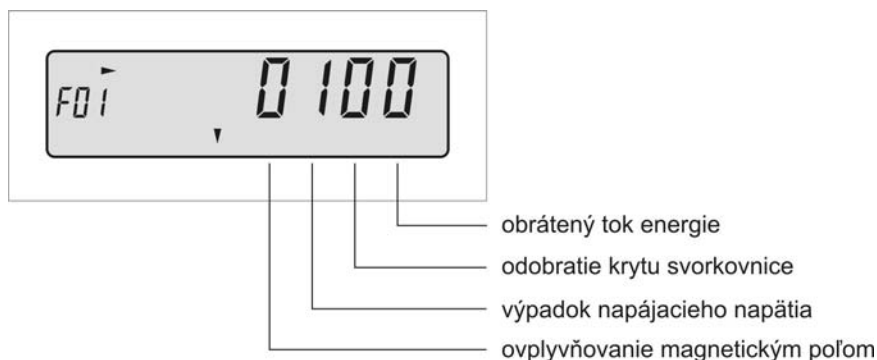 F01 0100
obrátený tok energie
odobratie krytu svorkovnice
výpadok napájacieho napätia
ovplyvňovanie magnetickým poľom